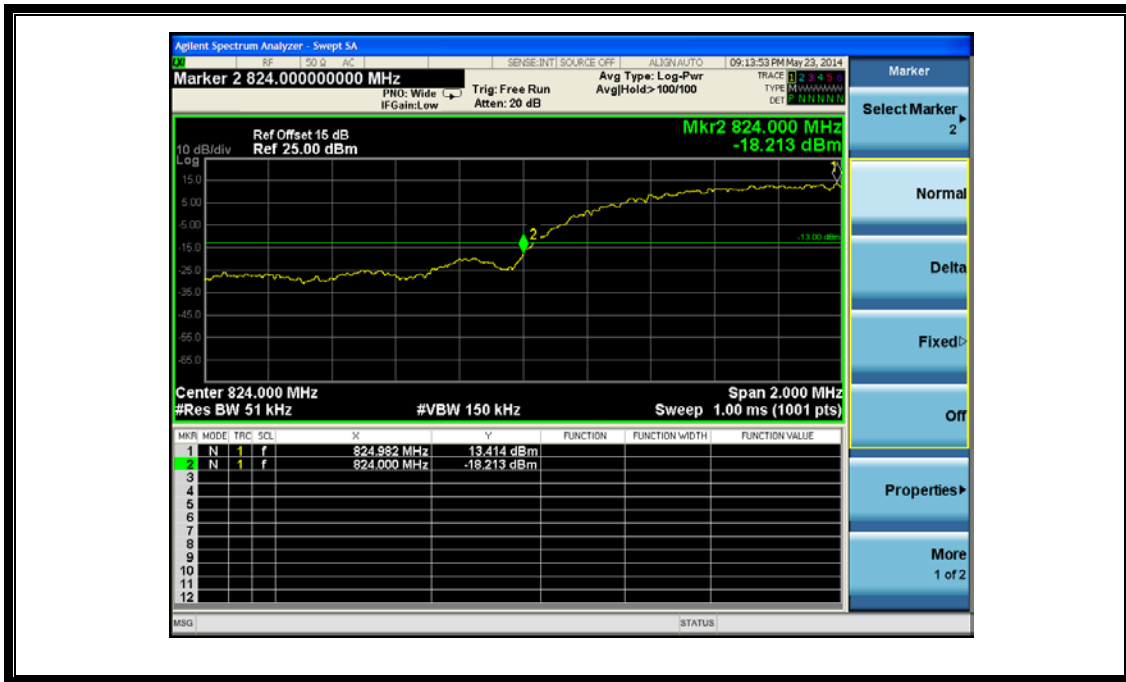 Agilent Spectrum Analyzer - Swept SA
RF 50 Ω AC SENSE:INT SOURCE OFF ALIGN AUTO 09:13:53 PM May 23, 2014
Marker 2 824.000000000 MHz
PNO: Wide
IFGain:Low
Trig: Free Run
Atten: 20 dB
Avg Type: Log-Pwr
Avg|Hold:> 100/100
TRACE 1 2 3 4 5 6
TYPE M WWWWW
DET P N N N N N
Mkr2 824.000 MHz
-18.213 dBm
Ref Offset 15 dB
10 dB/div Ref 25.00 dBm
Log
1
15.0
5.00
-5.00
2
-13.00 dBm
-15.0
-25.0
-35.0
-45.0
-55.0
-65.0
Center 824.000 MHz Span 2.000 MHz
#Res BW 51 kHz #VBW 150 kHz Sweep 1.00 ms (1001 pts)
MKR MODE TRC SCL X Y FUNCTION FUNCTION WIDTH FUNCTION VALUE
1 N 1 f 824.982 MHz 13.414 dBm
2 N 1 f 824.000 MHz -18.213 dBm
3
4
5
6
7
8
9
10
11
12
MSG STATUS
Marker
Select Marker
2
Normal
Delta
Fixed
Off
Properties
More
1 of 2